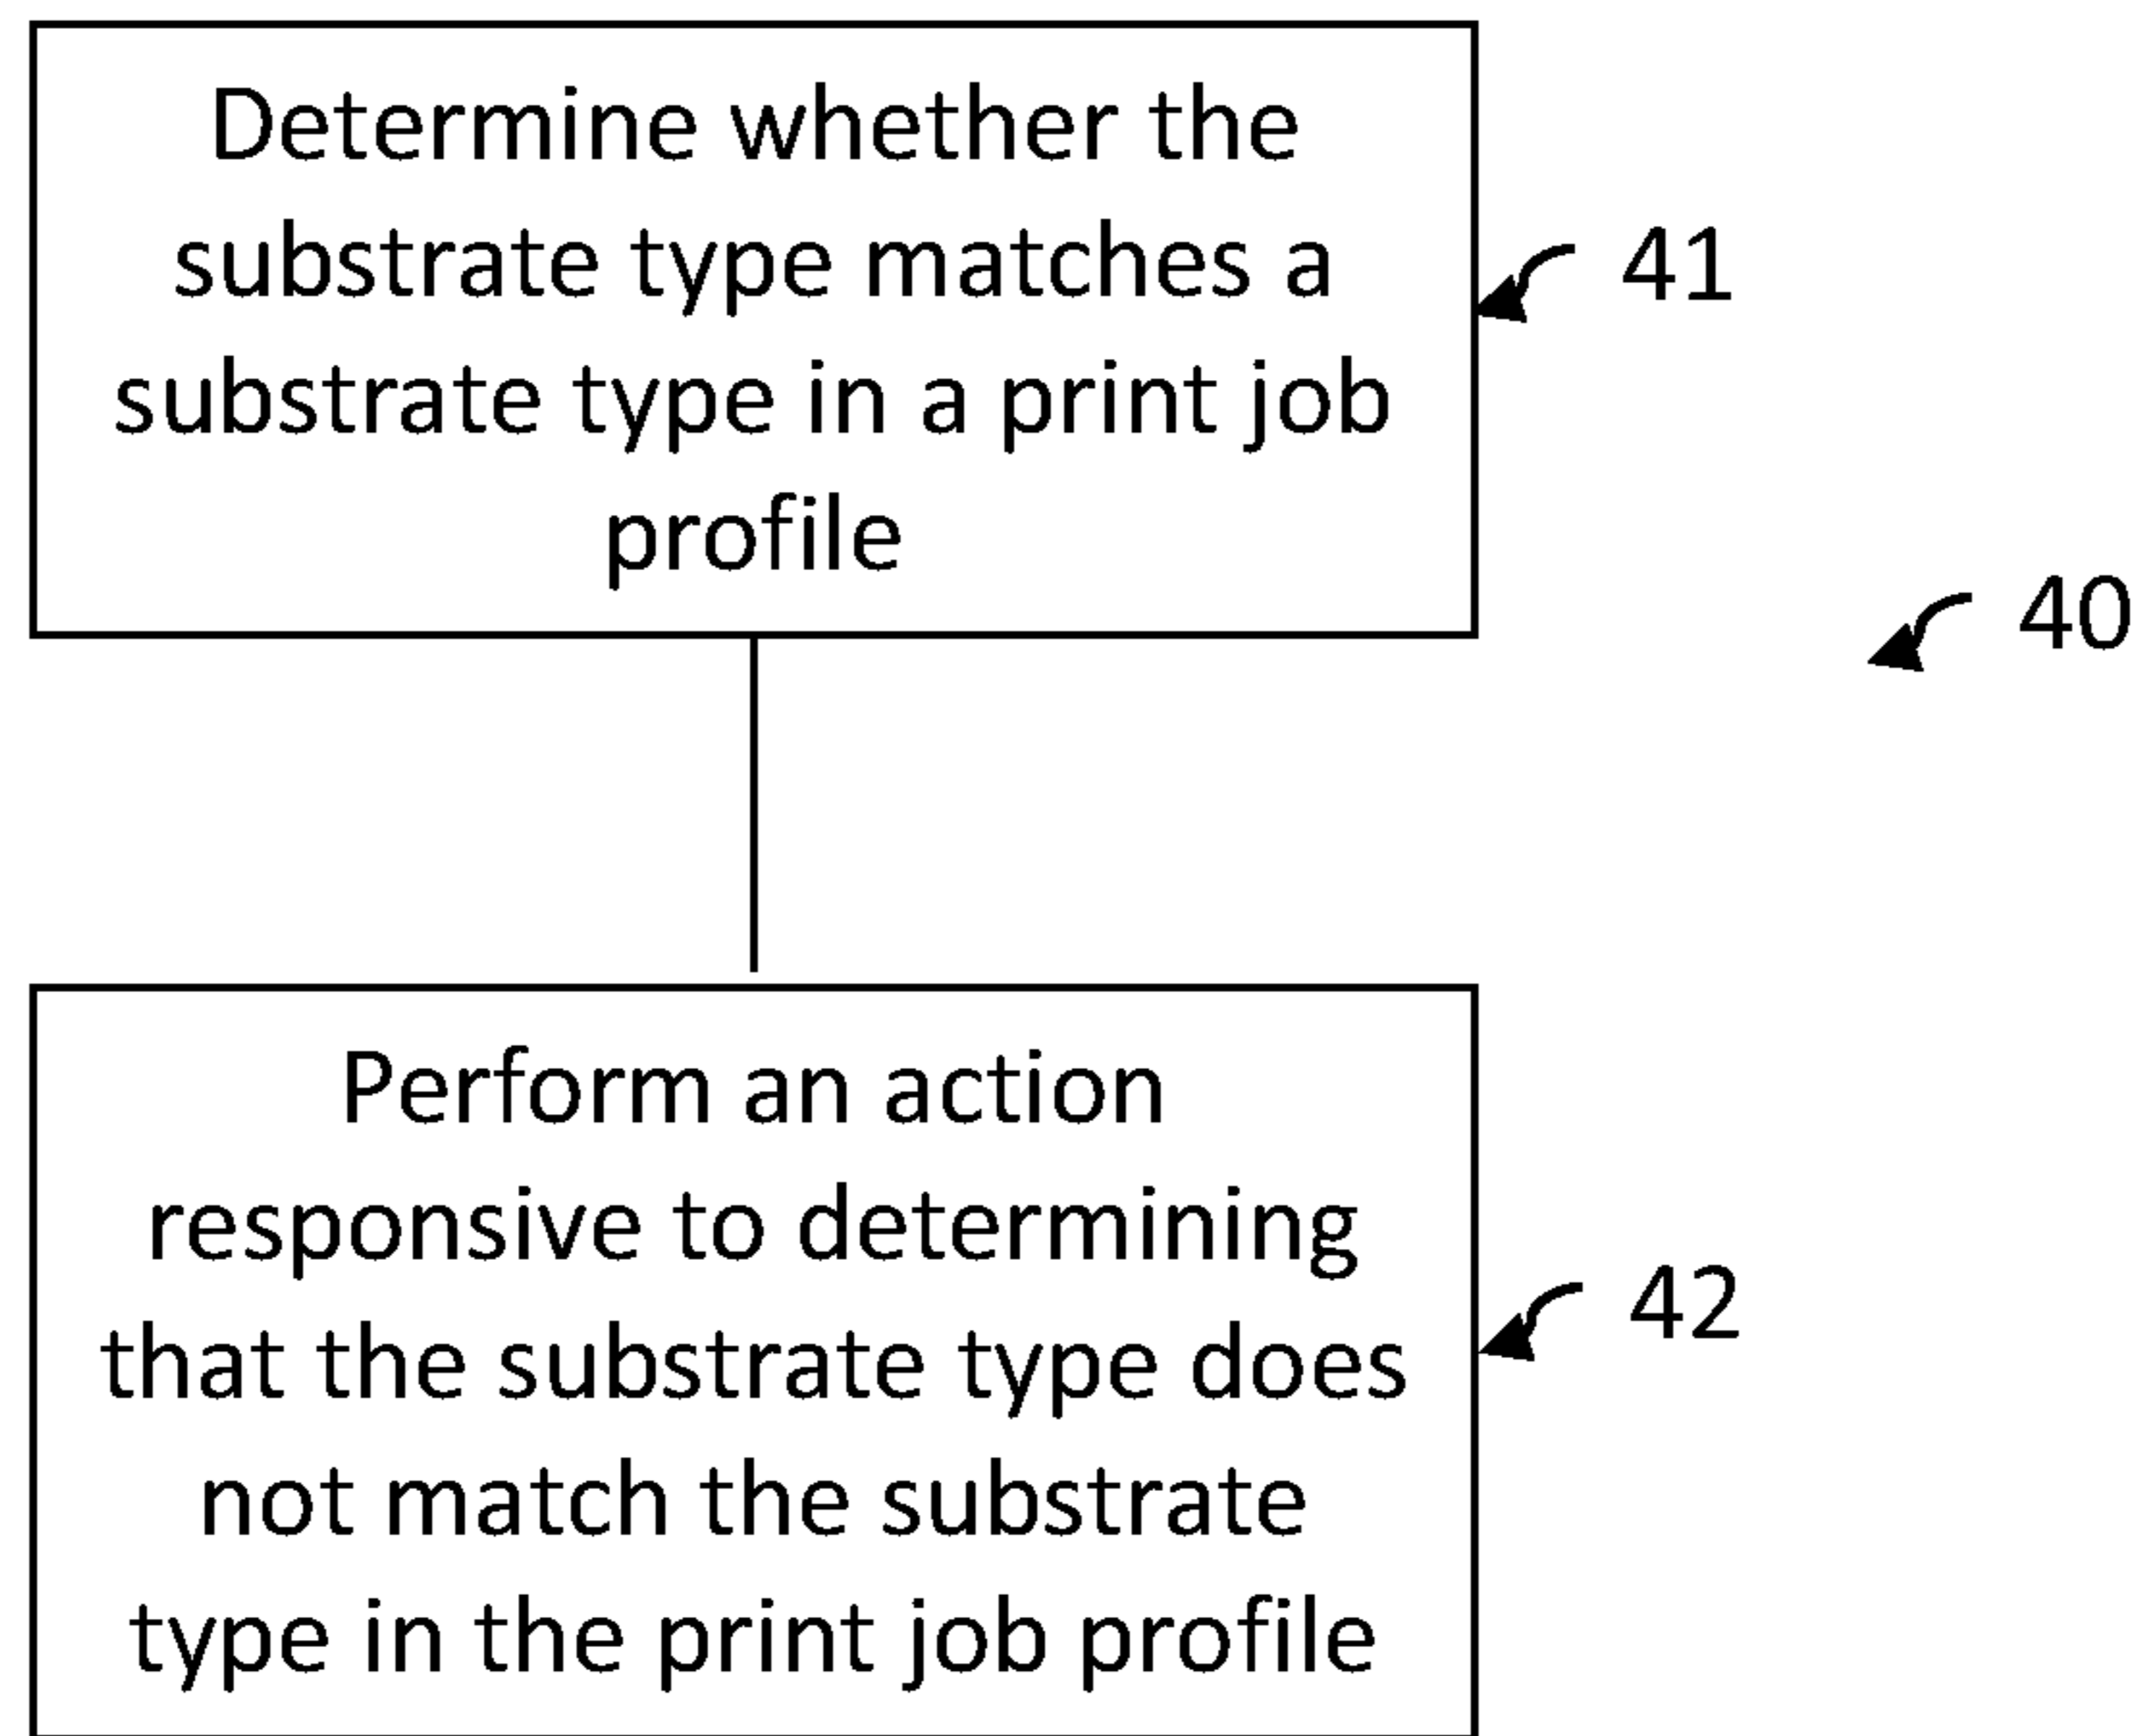 Determine whether the
substrate type matches a
substrate type in a print job
profile
41
40
Perform an action
responsive to determining
that the substrate type does
not match the substrate
type in the print job profile
42